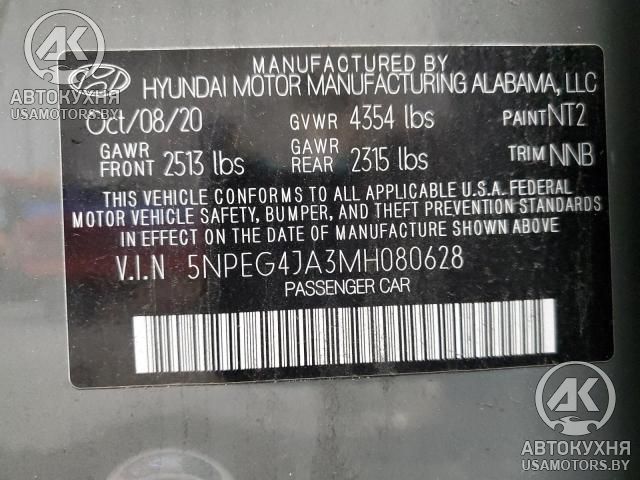 MANUFACTURED BY
HYUNDAI MOTOR MANUFACTURING ALABAMA, LLC
Oct/08/20 GVWR 4354 lbs PAINT NT2
GAWR FRONT 2513 lbs GAWR REAR 2315 lbs TRIM NNB
THIS VEHICLE CONFORMS TO ALL APPLICABLE U.S.A. FEDERAL
MOTOR VEHICLE SAFETY, BUMPER, AND THEFT PREVENTION STANDARDS
IN EFFECT ON THE DATE OF MANUFACTURE SHOWN ABOVE.
V.I.N 5NPEG4JA3MH080628
PASSENGER CAR
АК
АВТОКУХНЯ
USAMOTORS.BY
АК
АВТОКУХНЯ
USAMOTORS.BY